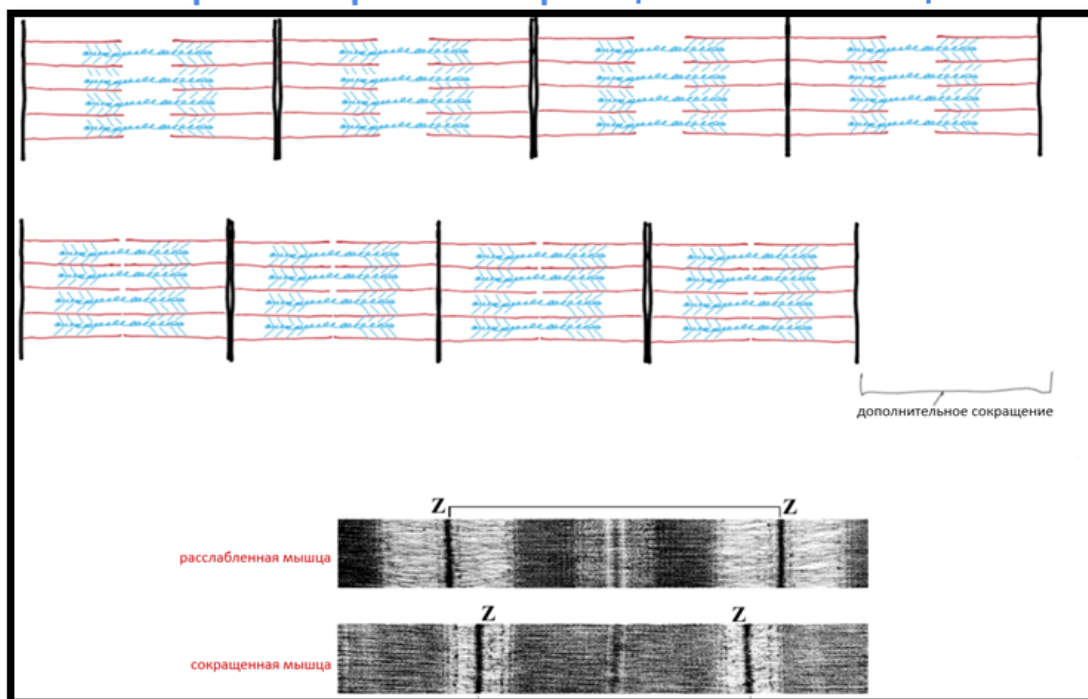 дополнительное сокращение
Z Z
расслабленная мышца
Z Z
сокращенная мышца